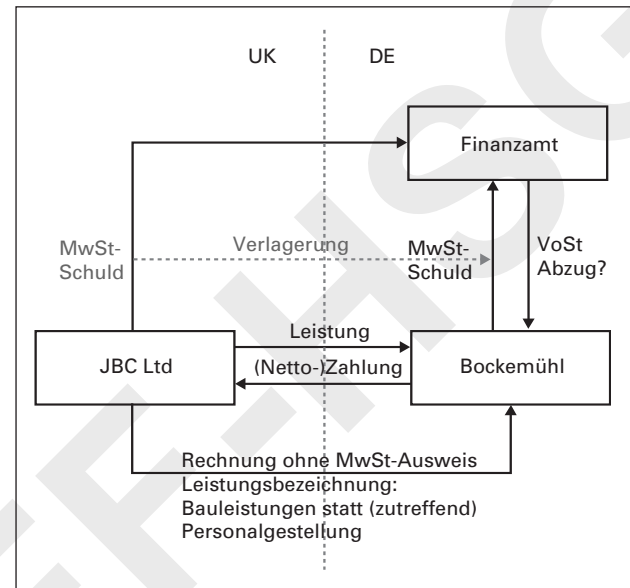 UK
DE
Finanzamt
MwSt-
Schuld
Verlagerung
MwSt-
Schuld
VoSt
Abzug?
Leistung
JBC Ltd
(Netto-)Zahlung
Bockemühl
Rechnung ohne MwSt-Ausweis
Leistungsbezeichnung:
Bauleistungen statt (zutreffend)
Personalgestellung